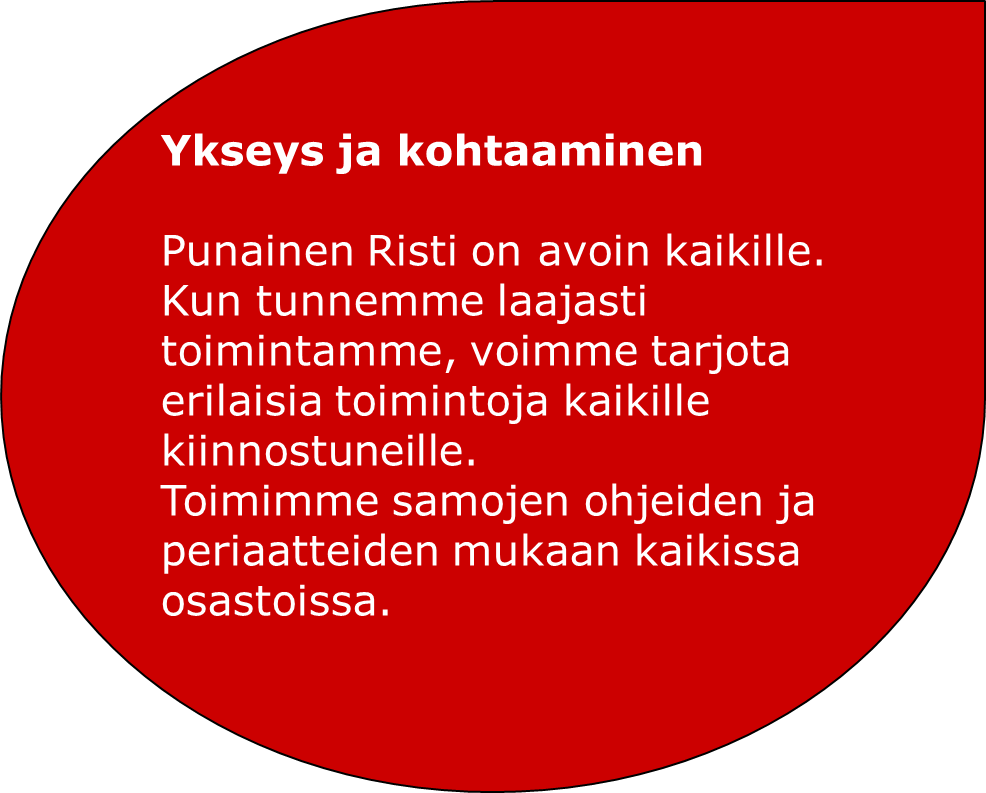 Ykseys ja kohtaaminen
Punainen Risti on avoin kaikille.
Kun tunnemme laajasti
toimintamme, voimme tarjota
erilaisia toimintoja kaikille
kiinnostuneille.
Toimimme samojen ohjeiden ja
periaatteiden mukaan kaikissa
osastoissa.